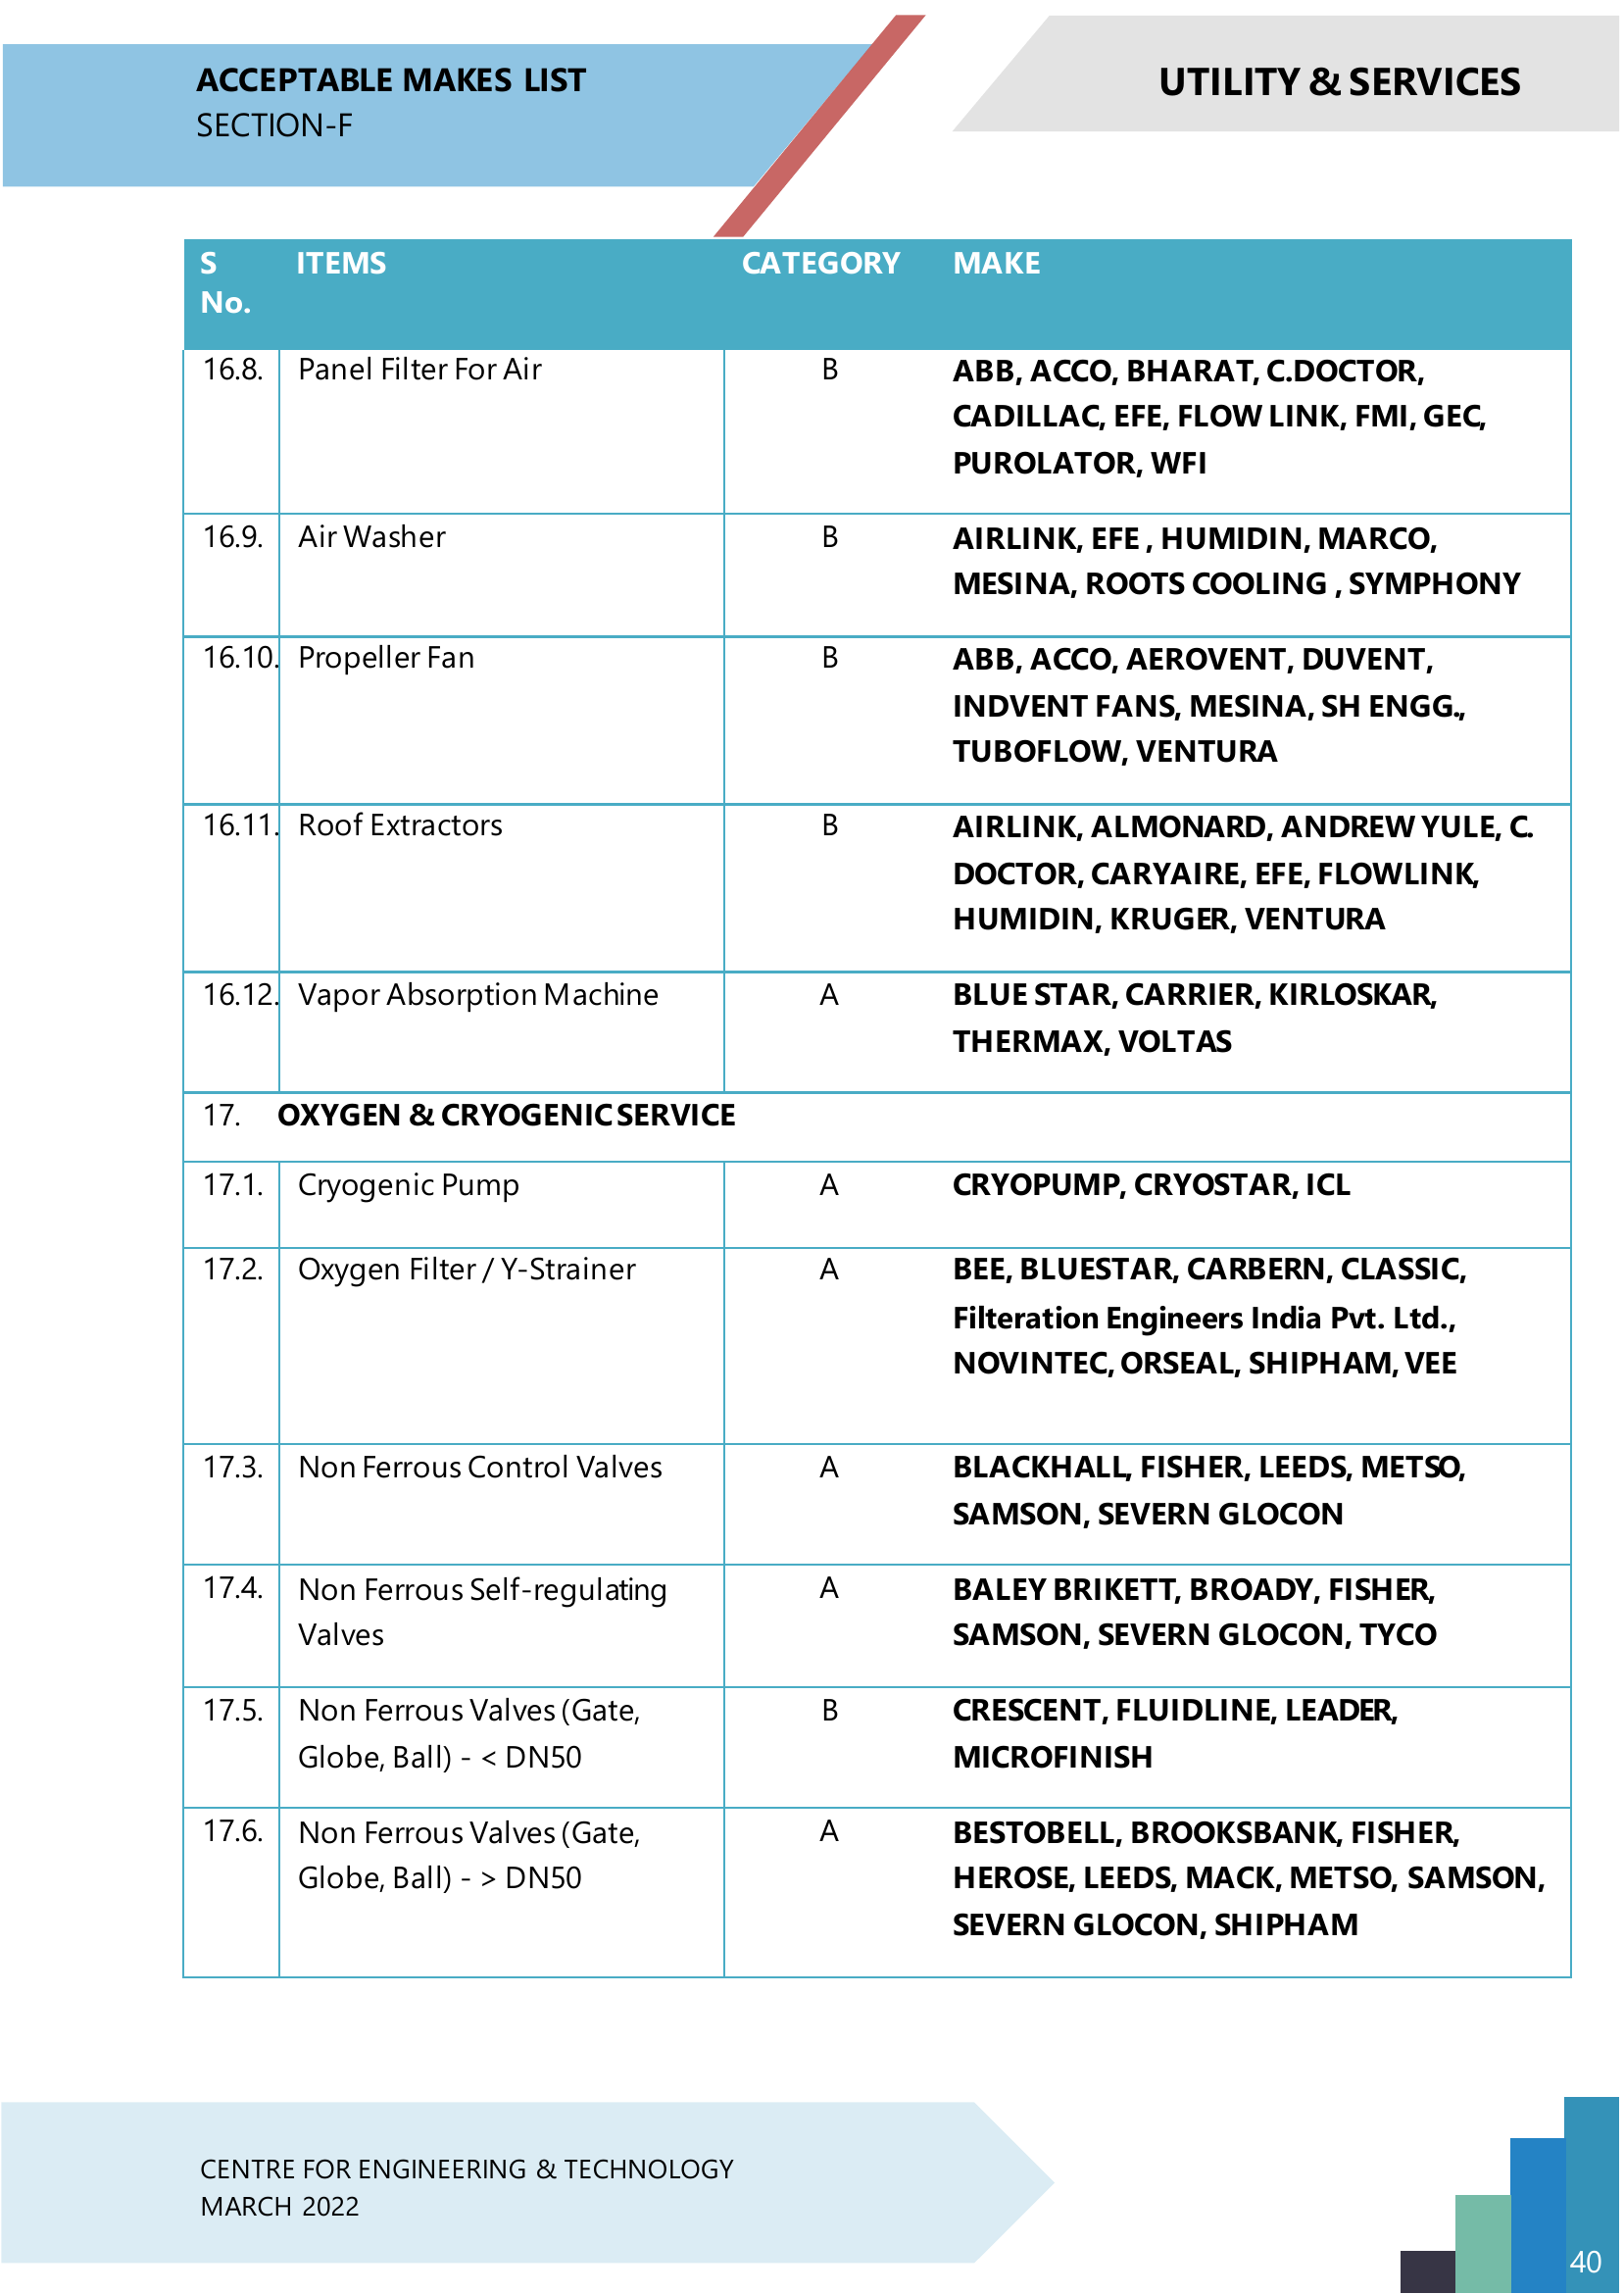 ACCEPTABLE MAKES LIST
SECTION-F
UTILITY & SERVICES
S No. ITEMS CATEGORY MAKE
16.8. Panel Filter For Air B ABB, ACCO, BHARAT, C.DOCTOR,
CADILLAC, EFE, FLOW LINK, FMI, GEC,
PUROLATOR, WFI
16.9. Air Washer B AIRLINK, EFE , HUMIDIN, MARCO,
MESINA, ROOTS COOLING , SYMPHONY
16.10. Propeller Fan B ABB, ACCO, AEROVENT, DUVENT,
INDVENT FANS, MESINA, SH ENGG.,
TUBOFLOW, VENTURA
16.11. Roof Extractors B AIRLINK, ALMONARD, ANDREW YULE, C.
DOCTOR, CARYAIRE, EFE, FLOWLINK,
HUMIDIN, KRUGER, VENTURA
16.12. Vapor Absorption Machine A BLUE STAR, CARRIER, KIRLOSKAR,
THERMAX, VOLTAS
17. OXYGEN & CRYOGENIC SERVICE
17.1. Cryogenic Pump A CRYOPUMP, CRYOSTAR, ICL
17.2. Oxygen Filter / Y-Strainer A BEE, BLUESTAR, CARBERN, CLASSIC,
Filteration Engineers India Pvt. Ltd.,
NOVINTEC, ORSEAL, SHIPHAM, VEE
17.3. Non Ferrous Control Valves A BLACKHALL, FISHER, LEEDS, METSO,
SAMSON, SEVERN GLOCON
17.4. Non Ferrous Self-regulating A BALEY BRIKETT, BROADY, FISHER,
Valves SAMSON, SEVERN GLOCON, TYCO
17.5. Non Ferrous Valves (Gate, B CRESCENT, FLUIDLINE, LEADER,
Globe, Ball) - < DN50 MICROFINISH
17.6. Non Ferrous Valves (Gate, A BESTOBELL, BROOKSBANK, FISHER,
Globe, Ball) - > DN50 HEROSE, LEEDS, MACK, METSO, SAMSON,
SEVERN GLOCON, SHIPHAM
CENTRE FOR ENGINEERING & TECHNOLOGY
MARCH 2022
40